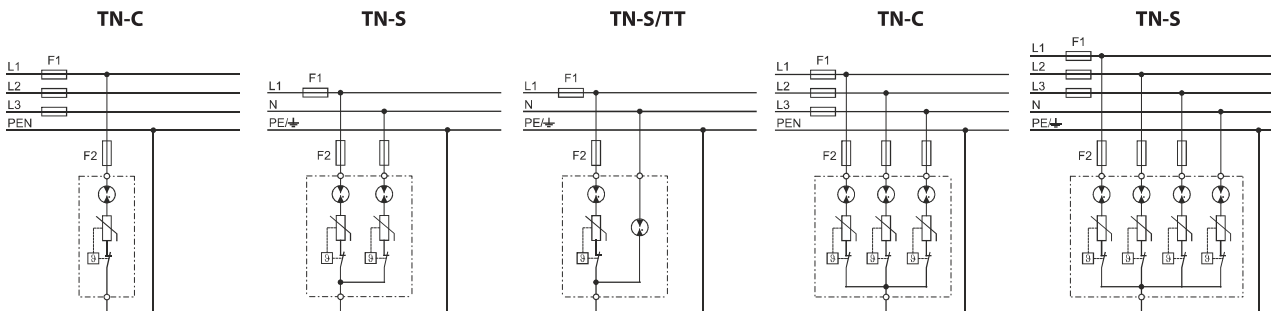 TN-C
F1
L1
L2
L3
PEN
F2
ϑ
TN-S
F1
L1
N
PE/⏚
F2
ϑ ϑ
TN-S/TT
F1
L1
N
PE/⏚
F2
ϑ
TN-C
F1
L1
L2
L3
PEN
F2
ϑ ϑ ϑ
TN-S
F1
L1
L2
L3
N
PE/⏚
F2
ϑ ϑ ϑ ϑ